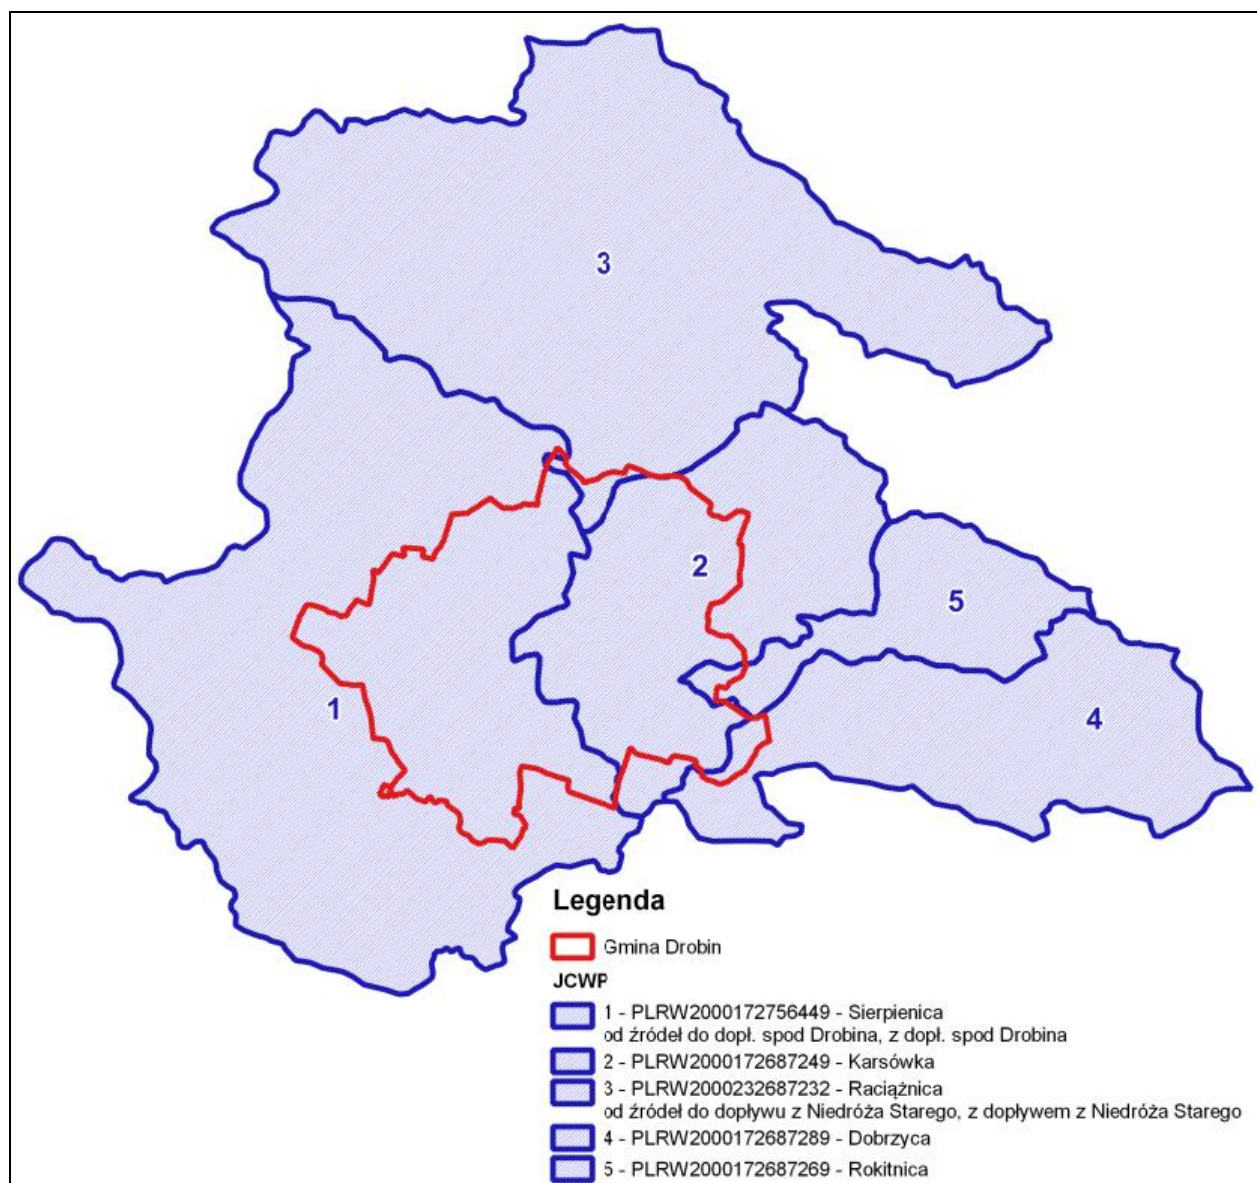 3
2
5
1
4
Legenda
Gmina Drobin
JCWP
1 - PLRW2000172756449 - Sierpienica
od źródeł do dopł. spod Drobina, z dopł. spod Drobina
2 - PLRW2000172687249 - Karsówka
3 - PLRW2000232687232 - Raciążnica
od źródeł do dopływu z Niedróża Starego, z dopływem z Niedróża Starego
4 - PLRW2000172687289 - Dobrzyca
5 - PLRW2000172687269 - Rokitnica